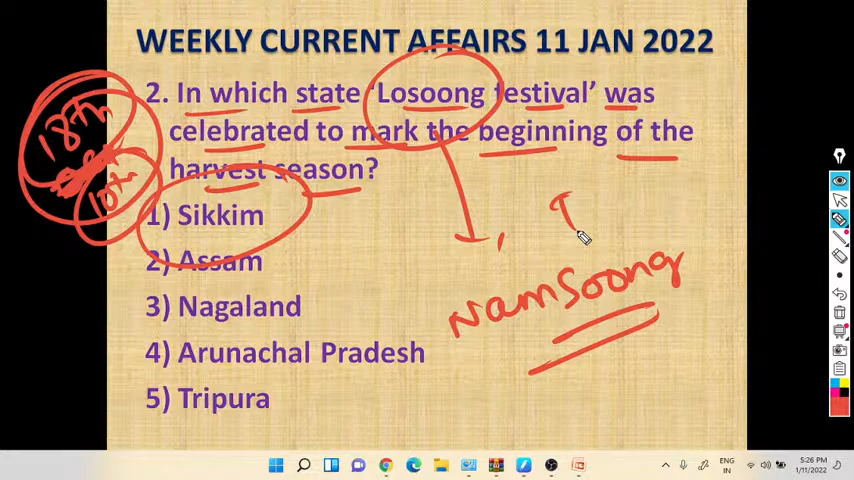 WEEKLY CURRENT AFFAIRS 11 JAN 2022
2. In which state 'Losoong festival' was
celebrated to mark the beginning of the
harvest season?
18th
10th
1) Sikkim
2) Assam
NamSoong
3) Nagaland
4) Arunachal Pradesh
5) Tripura
ENG
IN
5:26 PM
1/11/2022